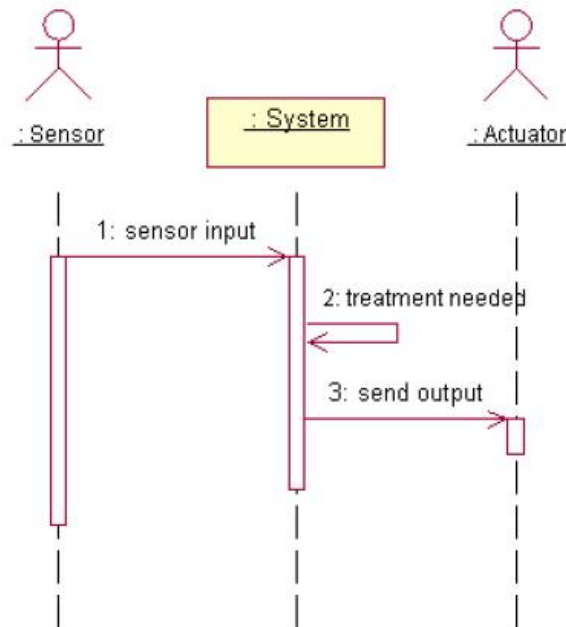 : Sensor
: System
: Actuator
1: sensor input
2: treatment needed
3: send output